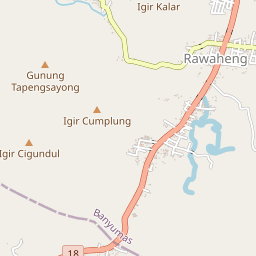 Igir Kalar
Rawaheng
Gunung
Tapengsayong
Igir Cumplung
Igir Cigundul
Banyumas
18